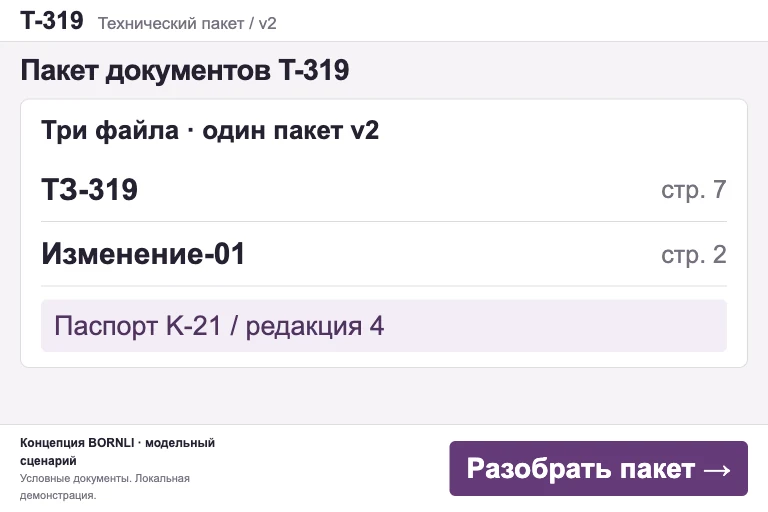 Т-319 Технический пакет / v2
Пакет документов Т-319
Три файла · один пакет v2
ТЗ-319 стр. 7
Изменение-01 стр. 2
Паспорт К-21 / редакция 4
Концепция BORNLI · модельный
сценарий
Условные документы. Локальная
демонстрация.
Разобрать пакет →